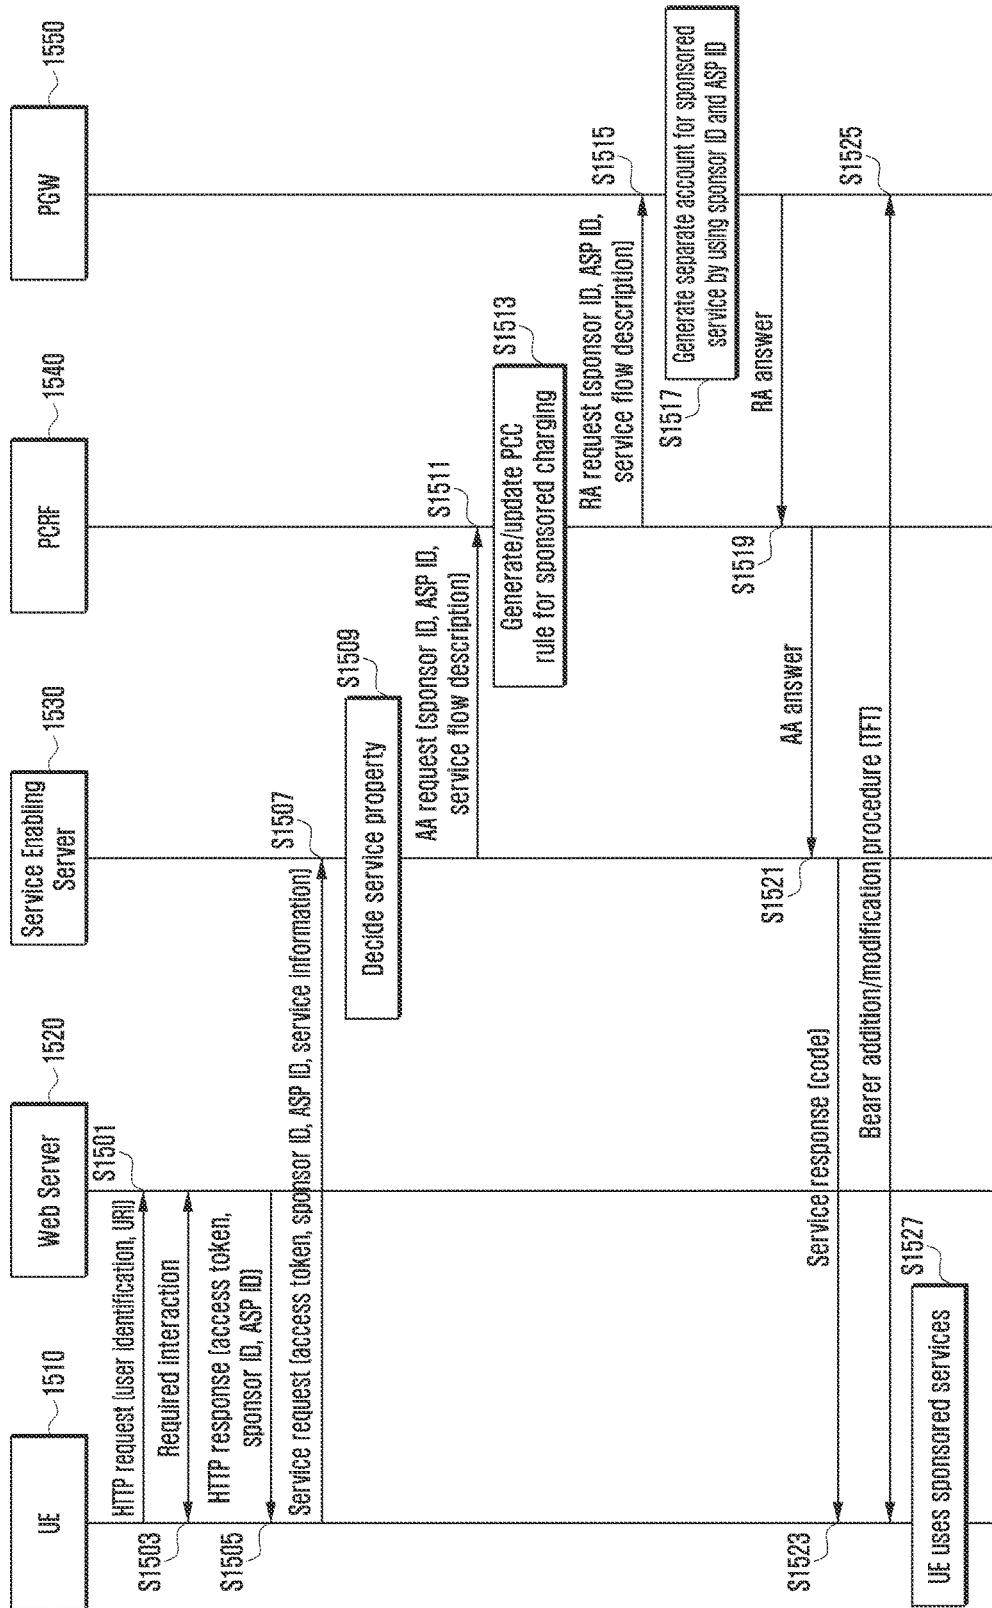 UE
1510
Web Server
1520
Service Enabling
Server
1530
PCRF
1540
PGW
1550
HTTP request (user identification, URI)
S1501
Required interaction
S1503
HTTP response (access token,
sponsor ID, ASP ID)
S1505
Service request (access token, sponsor ID, ASP ID, service information)
S1507
Decide service property
S1509
AA request (sponsor ID, ASP ID,
service flow description)
S1511
Generate/update PCC
rule for sponsored charging
S1513
RA request (sponsor ID, ASP ID,
service flow description)
S1515
Generate separate account for sponsored
service by using sponsor ID and ASP ID
S1517
RA answer
S1519
AA answer
S1521
Service response (code)
S1523
Bearer addition/modification procedure (TFT)
S1525
UE uses sponsored services
S1527